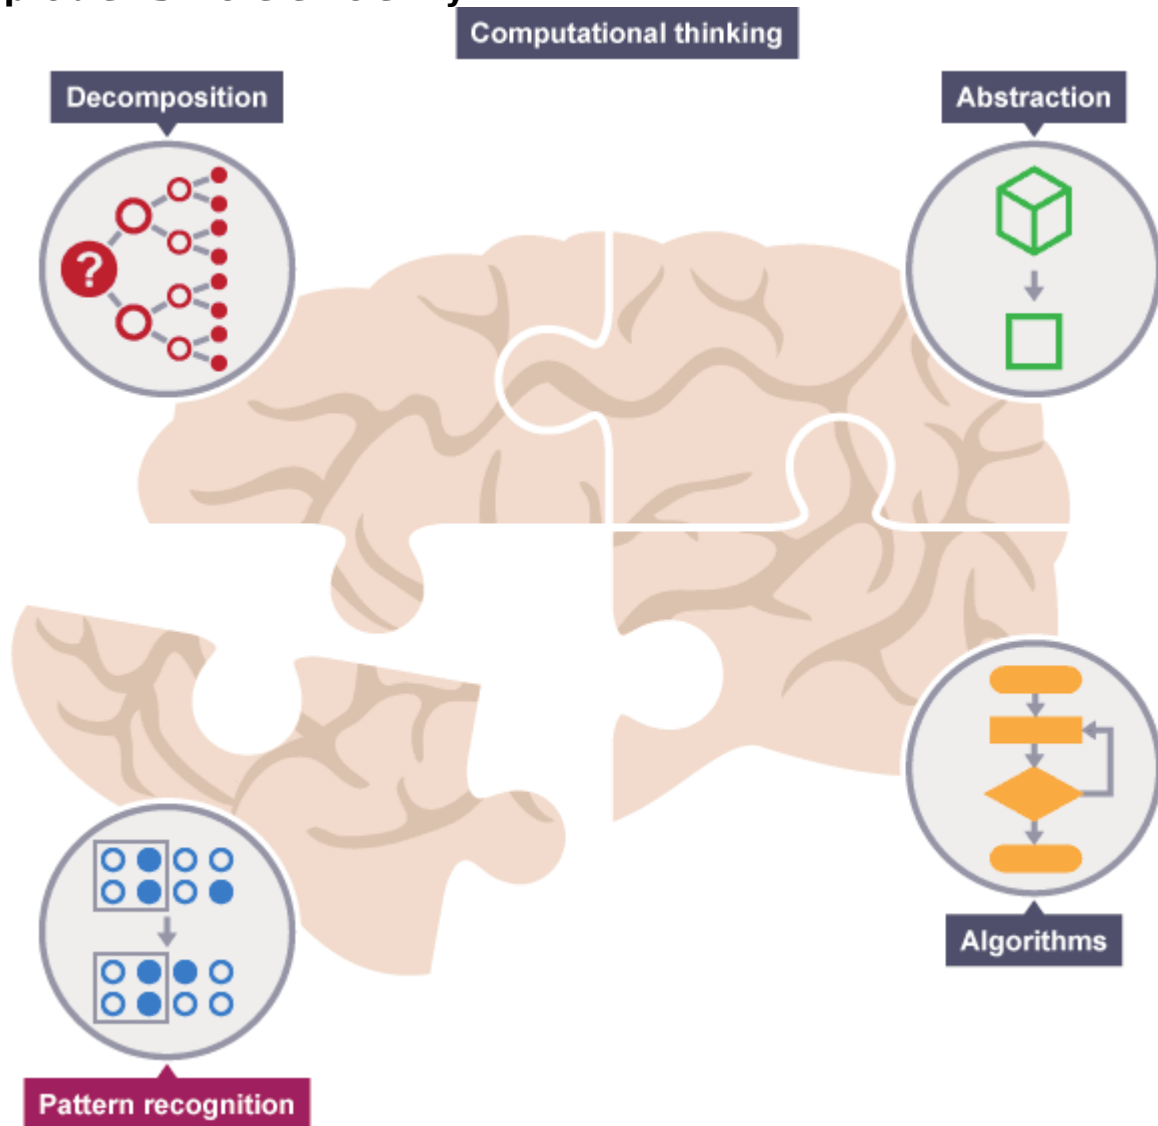 Computational thinking
Decomposition
Abstraction
?
Algorithms
Pattern recognition